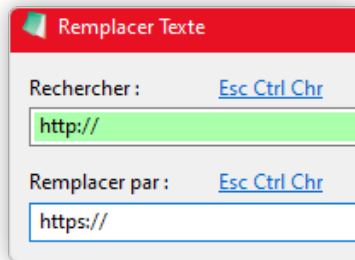 Remplacer Texte
Rechercher : Esc Ctrl Chr
http://
Remplacer par : Esc Ctrl Chr
https://